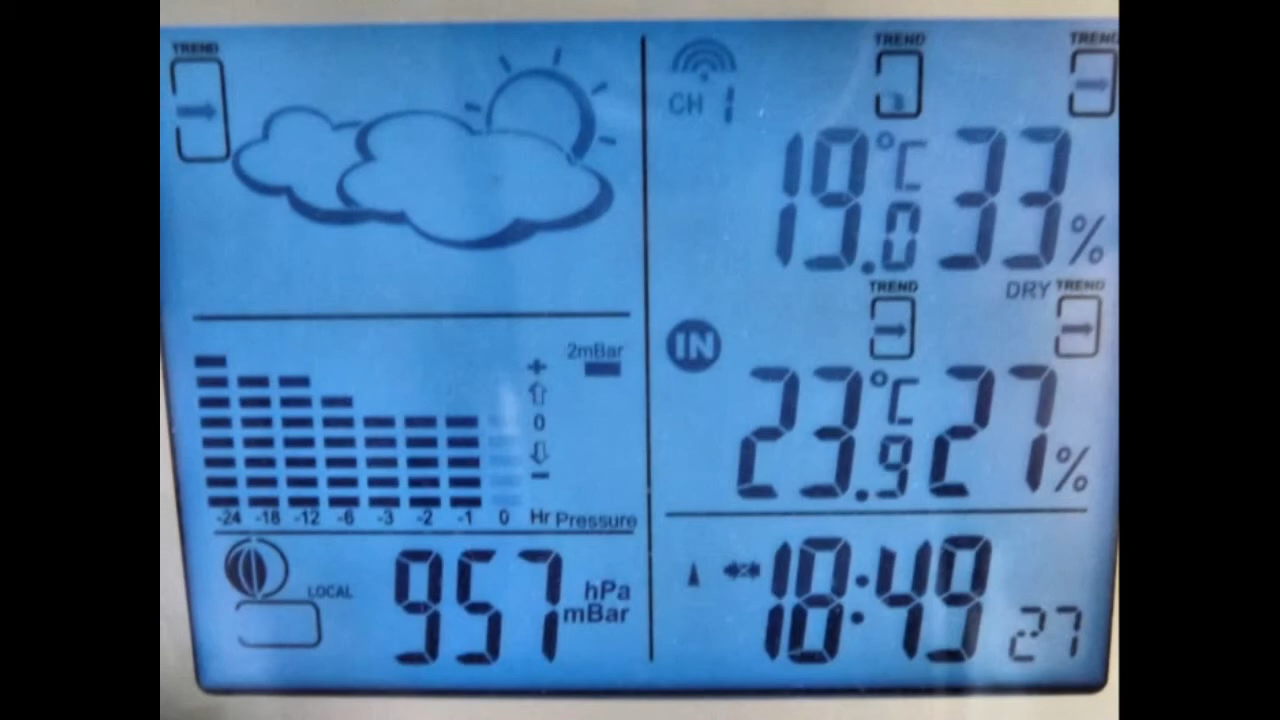 TREND
TREND
TREND
CH 1
19.0 °C 33 %
DRY
TREND
TREND
IN
23.9 °C 27 %
2mBar
+
0
-
-24 -18 -12 -6 -3 -2 -1 0 Hr Pressure
LOCAL
957 hPa
mBar
18:49 27